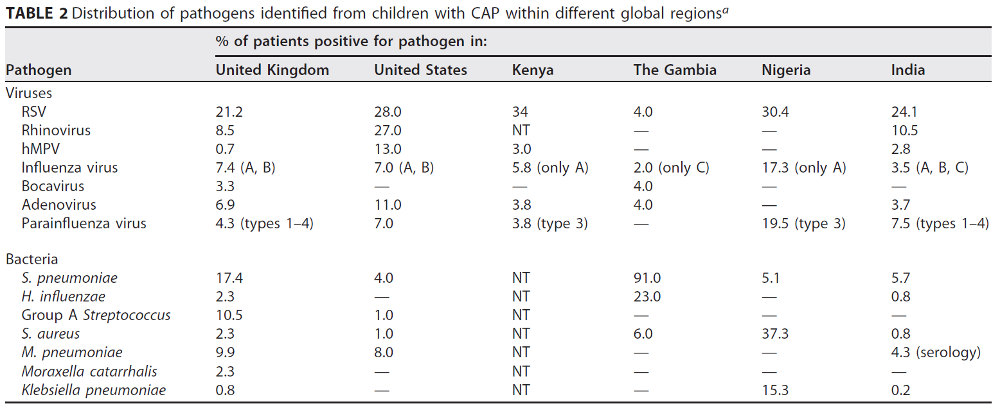 TABLE 2 Distribution of pathogens identified from children with CAP within different global regionsa
% of patients positive for pathogen in:
Pathogen United Kingdom United States Kenya The Gambia Nigeria India
Viruses
RSV 21.2 28.0 34 4.0 30.4 24.1
Rhinovirus 8.5 27.0 NT — — 10.5
hMPV 0.7 13.0 3.0 — — 2.8
Influenza virus 7.4 (A, B) 7.0 (A, B) 5.8 (only A) 2.0 (only C) 17.3 (only A) 3.5 (A, B, C)
Bocavirus 3.3 — — 4.0 — —
Adenovirus 6.9 11.0 3.8 4.0 — 3.7
Parainfluenza virus 4.3 (types 1–4) 7.0 3.8 (type 3) — 19.5 (type 3) 7.5 (types 1–4)
Bacteria
S. pneumoniae 17.4 4.0 NT 91.0 5.1 5.7
H. influenzae 2.3 — NT 23.0 — 0.8
Group A Streptococcus 10.5 1.0 NT — — —
S. aureus 2.3 1.0 NT 6.0 37.3 0.8
M. pneumoniae 9.9 8.0 NT — — 4.3 (serology)
Moraxella catarrhalis 2.3 — NT — — —
Klebsiella pneumoniae 0.8 — NT — 15.3 0.2